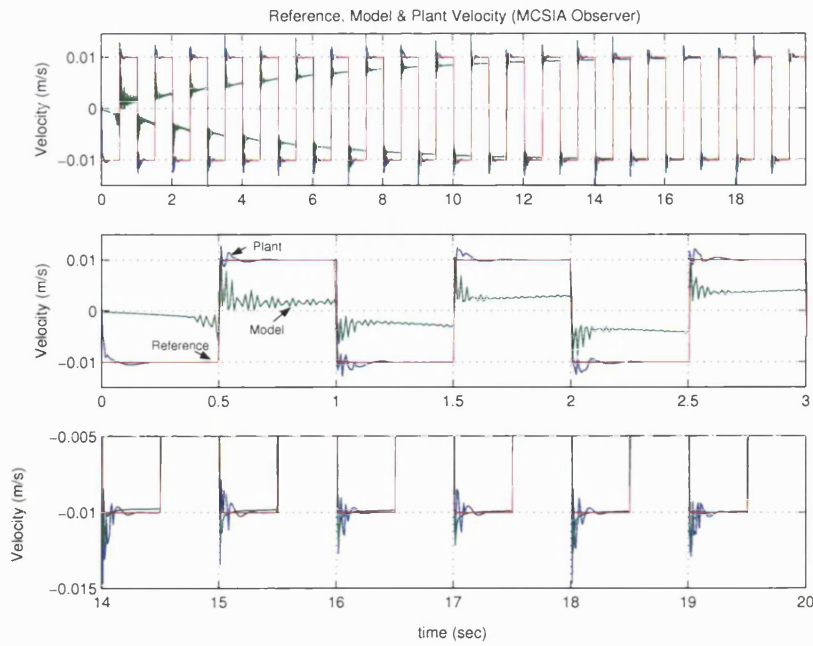 Reference, Model & Plant Velocity (MCSIA Observer)
Velocity (m/s)
0.01
0
-0.01
0 2 4 6 8 10 12 14 16 18
Velocity (m/s)
0.01
0
-0.01
Plant
Model
Reference
0 0.5 1 1.5 2 2.5 3
Velocity (m/s)
-0.005
-0.01
-0.015
14 15 16 17 18 19 20
time (sec)